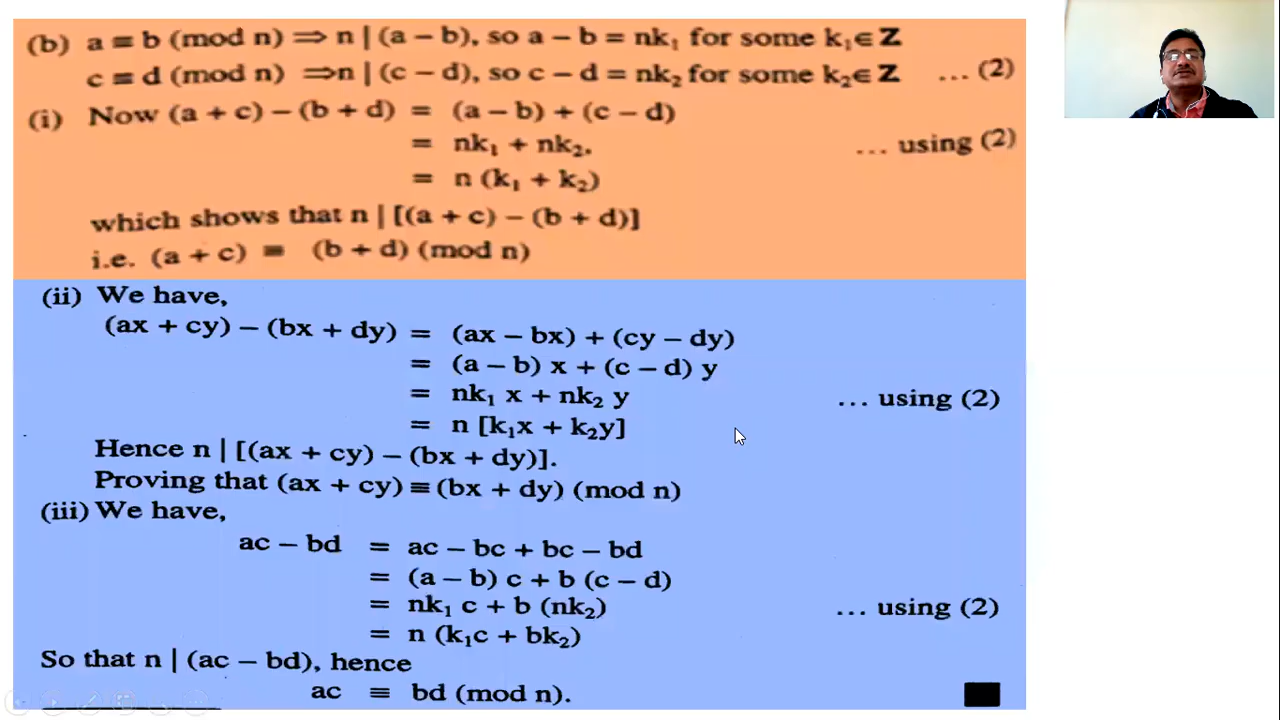 (b) a ≡ b (mod n) ⇒ n | (a – b), so a – b = nk₁ for some k₁∈ Z
c ≡ d (mod n) ⇒n | (c – d), so c – d = nk₂ for some k₂∈ Z ... (2)
(i) Now (a + c) – (b + d) = (a – b) + (c – d)
= nk₁ + nk₂. ... using (2)
= n (k₁ + k₂)
which shows that n | [(a + c) – (b + d)]
i.e. (a + c) ≡ (b + d) (mod n)
(ii) We have,
(ax + cy) – (bx + dy) = (ax – bx) + (cy – dy)
= (a – b) x + (c – d) y
= nk₁ x + nk₂ y ... using (2)
= n [k₁x + k₂y]
Hence n | [(ax + cy) – (bx + dy)].
Proving that (ax + cy) ≡ (bx + dy) (mod n)
(iii) We have,
ac – bd = ac – bc + bc – bd
= (a – b) c + b (c – d)
= nk₁ c + b (nk₂) ... using (2)
= n (k₁c + bk₂)
So that n | (ac – bd), hence
ac ≡ bd (mod n).